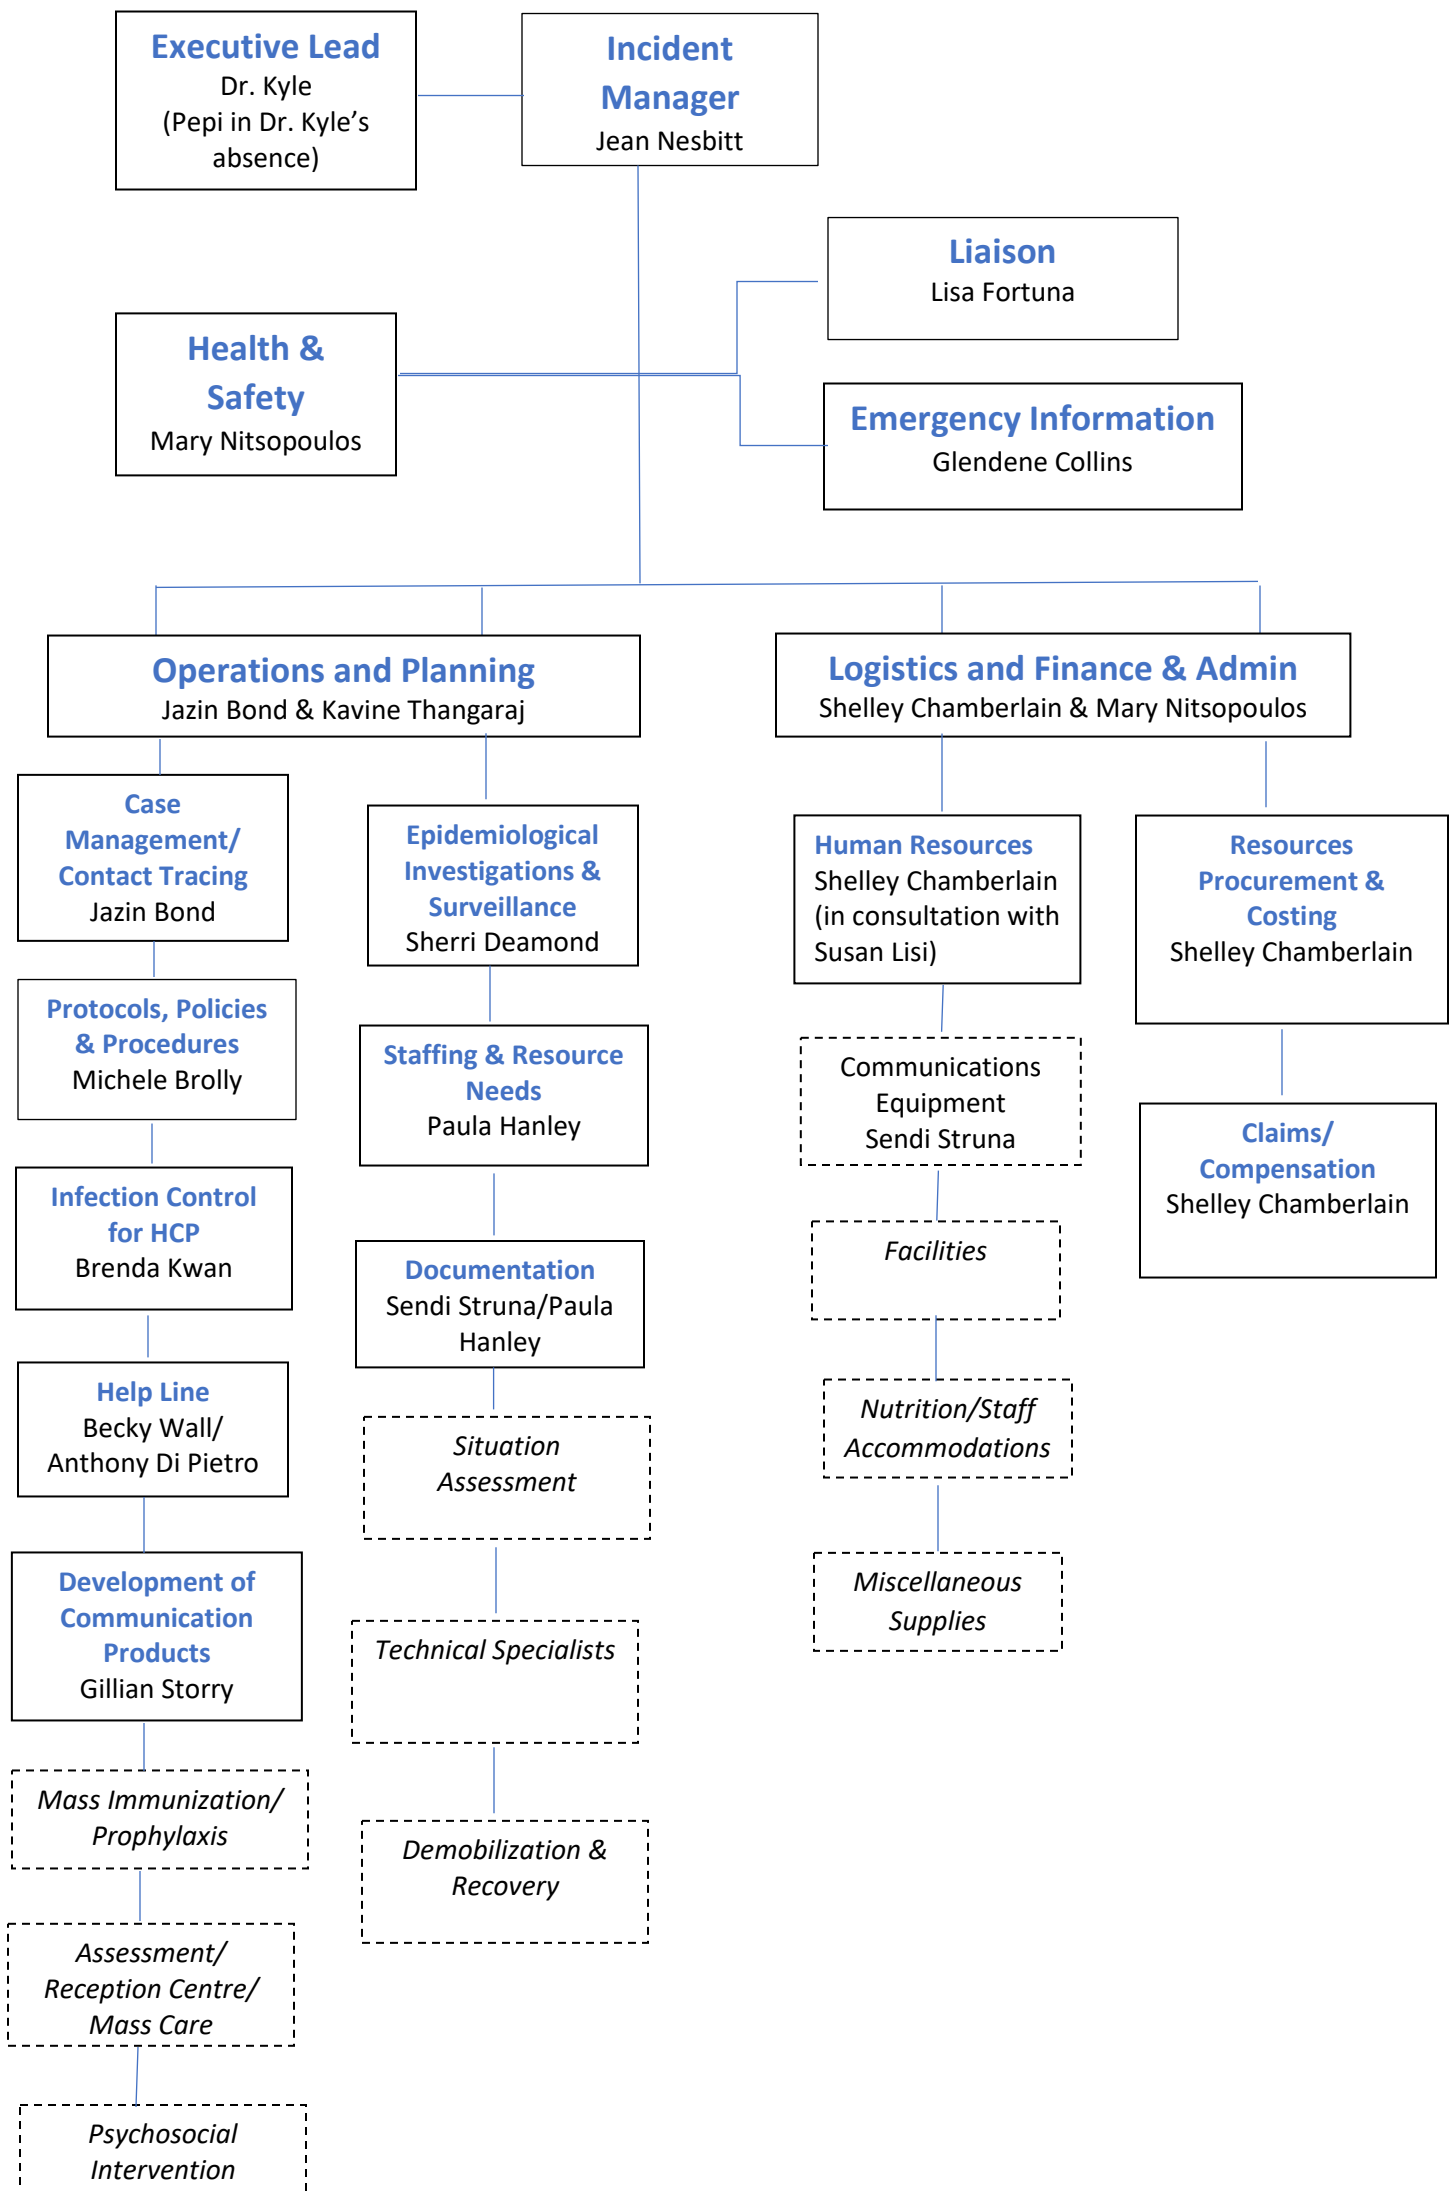 Executive Lead
Dr. Kyle
(Pepi in Dr. Kyle’s
absence)
Incident
Manager
Jean Nesbitt
Liaison
Lisa Fortuna
Health &
Safety
Mary Nitsopoulos
Emergency Information
Glendene Collins
Operations and Planning
Jazin Bond & Kavine Thangaraj
Logistics and Finance & Admin
Shelley Chamberlain & Mary Nitsopoulos
Case
Management/
Contact Tracing
Jazin Bond
Protocols, Policies
& Procedures
Michele Brolly
Infection Control
for HCP
Brenda Kwan
Help Line
Becky Wall/
Anthony Di Pietro
Development of
Communication
Products
Gillian Storry
Mass Immunization/
Prophylaxis
Assessment/
Reception Centre/
Mass Care
Psychosocial
Intervention
Epidemiological
Investigations &
Surveillance
Sherri Deamond
Staffing & Resource
Needs
Paula Hanley
Documentation
Sendi Struna/Paula
Hanley
Situation
Assessment
Technical Specialists
Demobilization &
Recovery
Human Resources
Shelley Chamberlain
(in consultation with
Susan Lisi)
Communications
Equipment
Sendi Struna
Facilities
Nutrition/Staff
Accommodations
Miscellaneous
Supplies
Resources
Procurement &
Costing
Shelley Chamberlain
Claims/
Compensation
Shelley Chamberlain